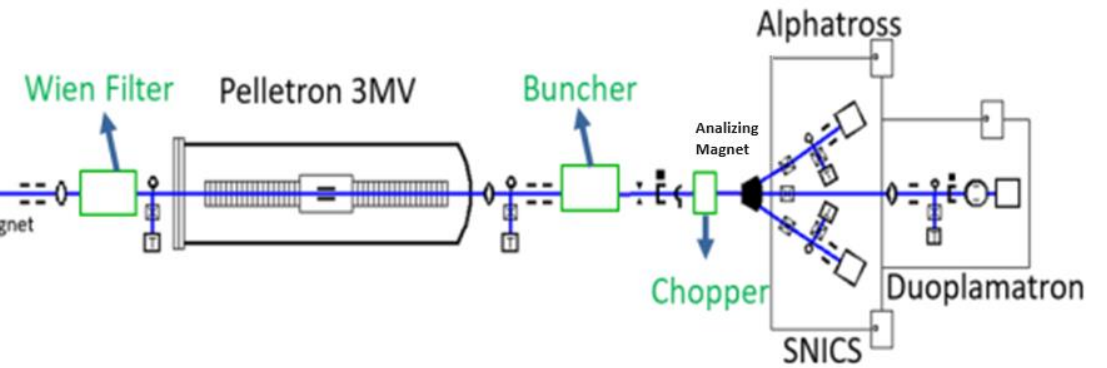 Alphatross
Wien Filter
Pelletron 3MV
Buncher
Analizing
Magnet
gnet
Chopper
Duoplamatron
SNICS
T
T
T